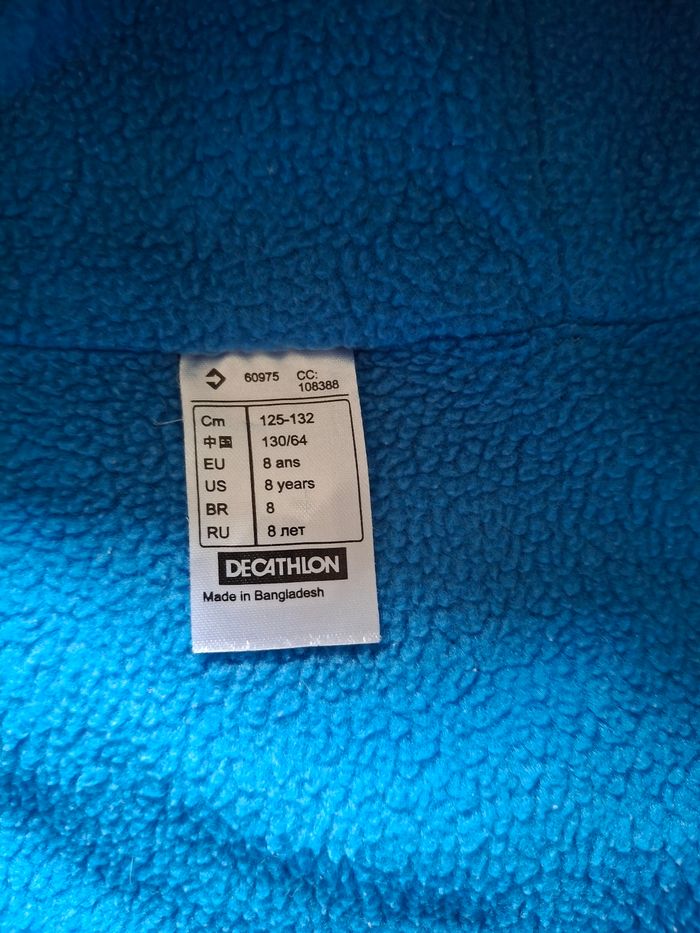 60975 CC:
108388
Cm 125-132
中国 130/64
EU 8 ans
US 8 years
BR 8
RU 8 лет
DECATHLON
Made in Bangladesh